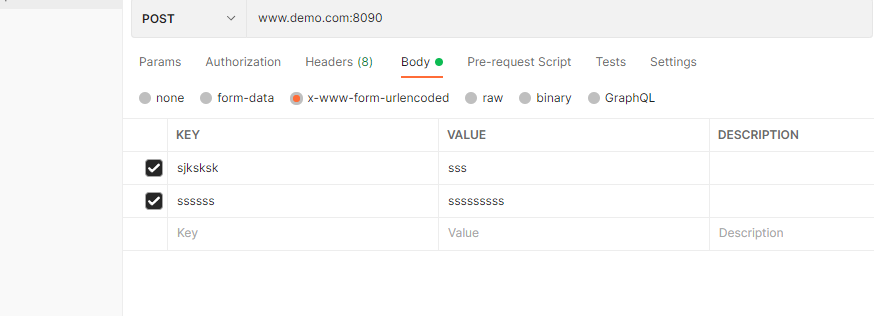 POST www.demo.com:8090
Params Authorization Headers (8) Body Pre-request Script Tests Settings
none form-data x-www-form-urlencoded raw binary GraphQL
KEY VALUE DESCRIPTION
sjksksk sss
ssssss sssssssss
Key Value Description